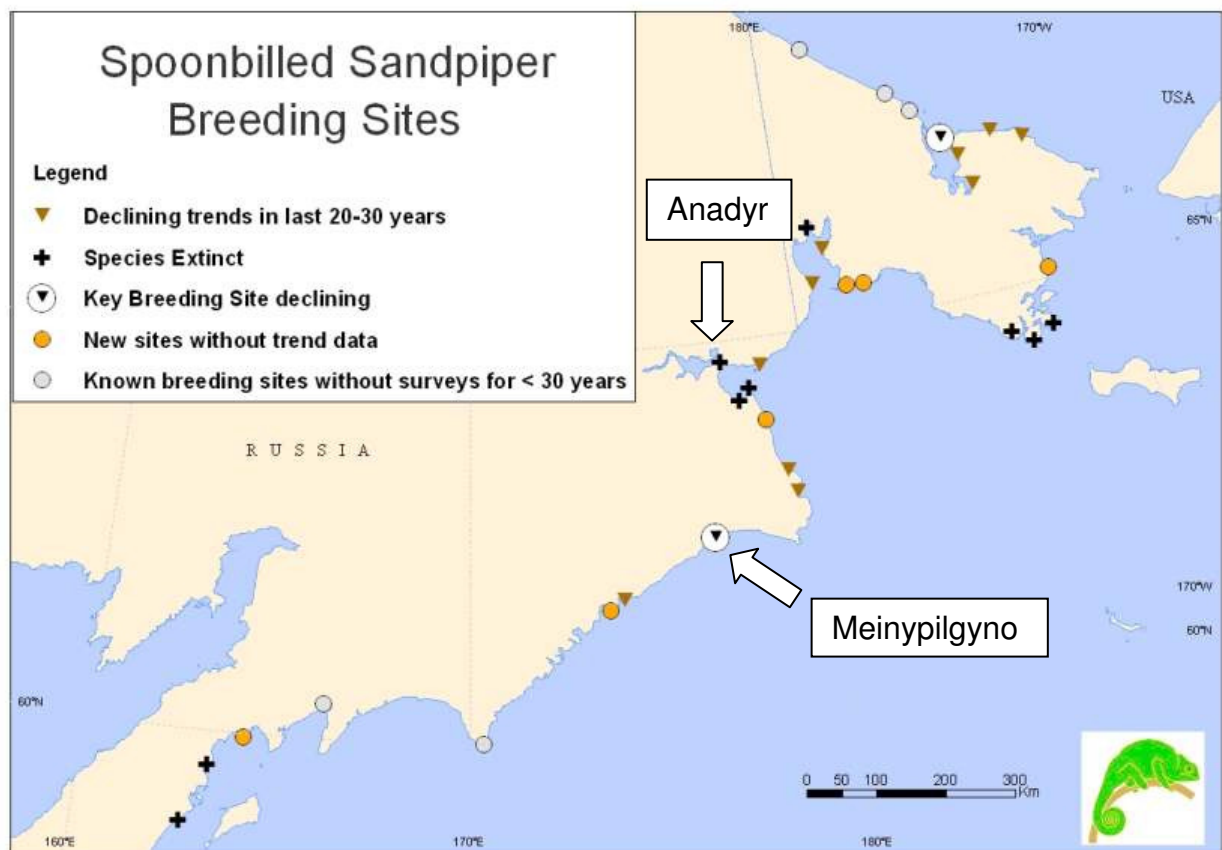 Spoonbilled Sandpiper
Breeding Sites
Legend
Declining trends in last 20-30 years
Species Extinct
Key Breeding Site declining
New sites without trend data
Known breeding sites without surveys for < 30 years
180°E
170°W
USA
65°N
Anadyr
RUSSIA
Meinypilgyno
170°W
60°N
60°N
0 50 100 200 300
Km
160°E
170°E
180°E